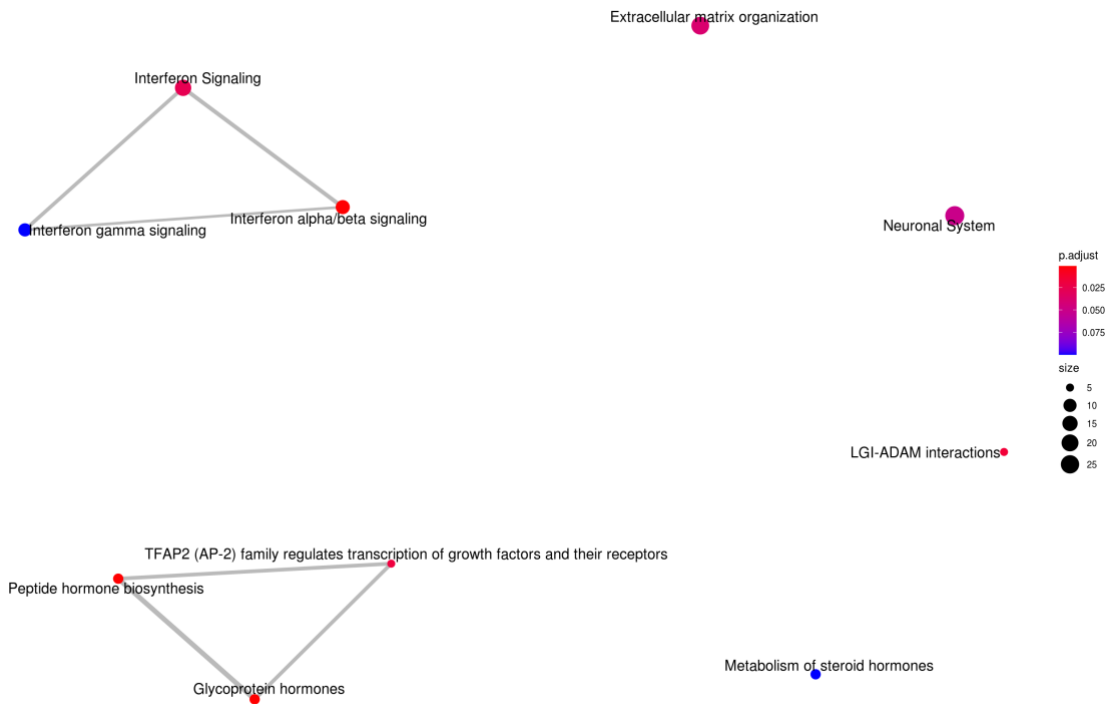 Extracellular matrix organization
Interferon Signaling
Interferon alpha/beta signaling
Interferon gamma signaling
Neuronal System
p.adjust
0.025
0.050
0.075
size
5
10
15
20
25
LGI-ADAM interactions
TFAP2 (AP-2) family regulates transcription of growth factors and their receptors
Peptide hormone biosynthesis
Metabolism of steroid hormones
Glycoprotein hormones